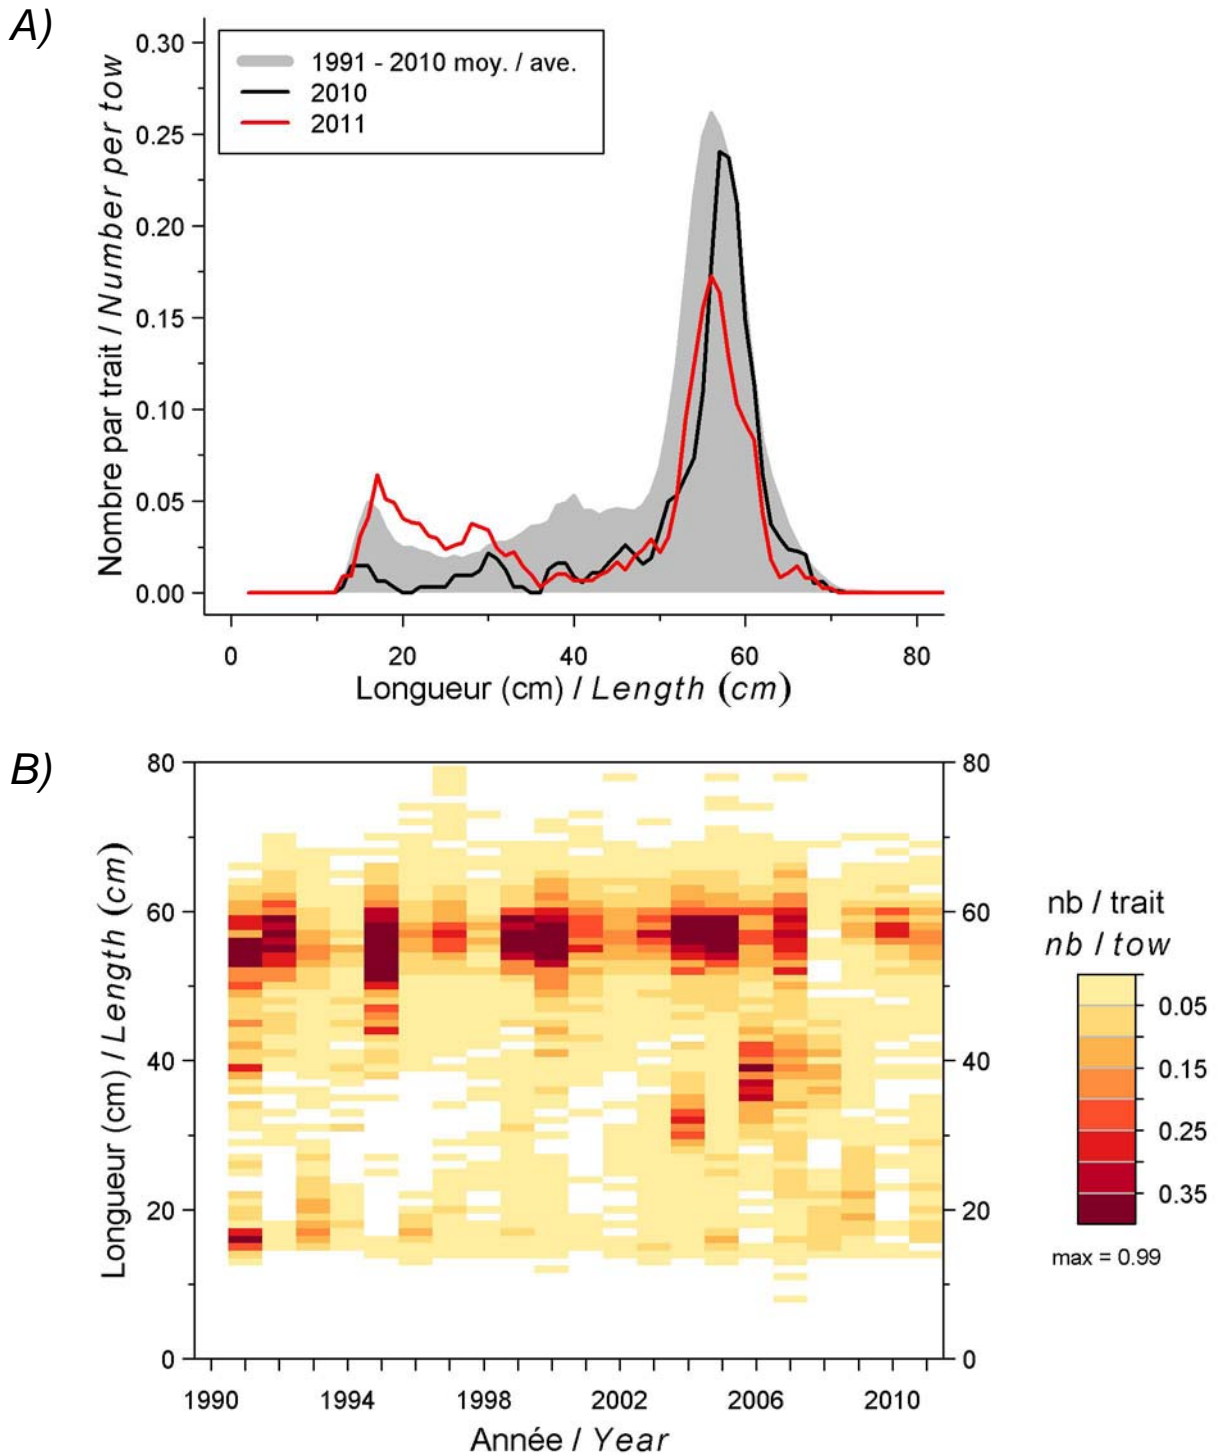 A)
Nombre par trait / Number per tow
0.30
0.25
0.20
0.15
0.10
0.05
0.00
1991 - 2010 moy. / ave.
2010
2011
0 20 40 60 80
Longueur (cm) / Length (cm)
B)
Longueur (cm) / Length (cm)
80
60
40
20
0
80
60
40
20
0
1990 1994 1998 2002 2006 2010
Année / Year
nb / trait
nb / tow
0.05
0.15
0.25
0.35
max = 0.99